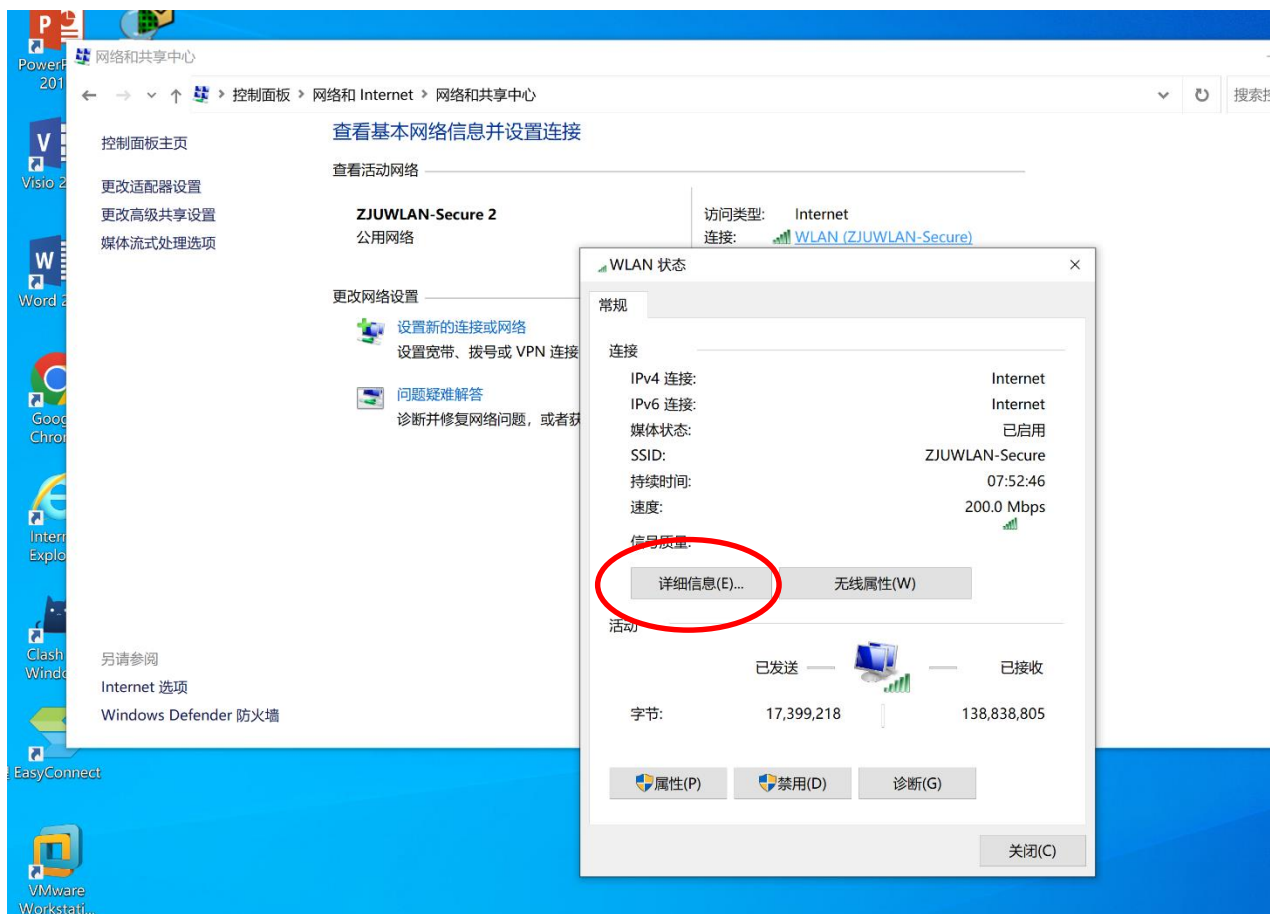 PowerP
201
网络和共享中心
控制面板 > 网络和 Internet > 网络和共享中心
搜索控
控制面板主页
更改适配器设置
更改高级共享设置
媒体流式处理选项
另请参阅
Internet 选项
Windows Defender 防火墙
查看基本网络信息并设置连接
查看活动网络
ZJUWLAN-Secure 2
公用网络
访问类型: Internet
连接: WLAN (ZJUWLAN-Secure)
更改网络设置
设置新的连接或网络
设置宽带、拨号或 VPN 连接
问题疑难解答
诊断并修复网络问题，或者获
WLAN 状态
常规
连接
IPv4 连接: Internet
IPv6 连接: Internet
媒体状态: 已启用
SSID: ZJUWLAN-Secure
持续时间: 07:52:46
速度: 200.0 Mbps
信号质量:
详细信息(E)... 无线属性(W)
活动
已发送 已接收
字节: 17,399,218 138,838,805
属性(P) 禁用(D) 诊断(G)
关闭(C)
Visio 2
Word 2
Goog
Chro
Intern
Explo
Clash
Windo
EasyConnect
VMware
Workstati...